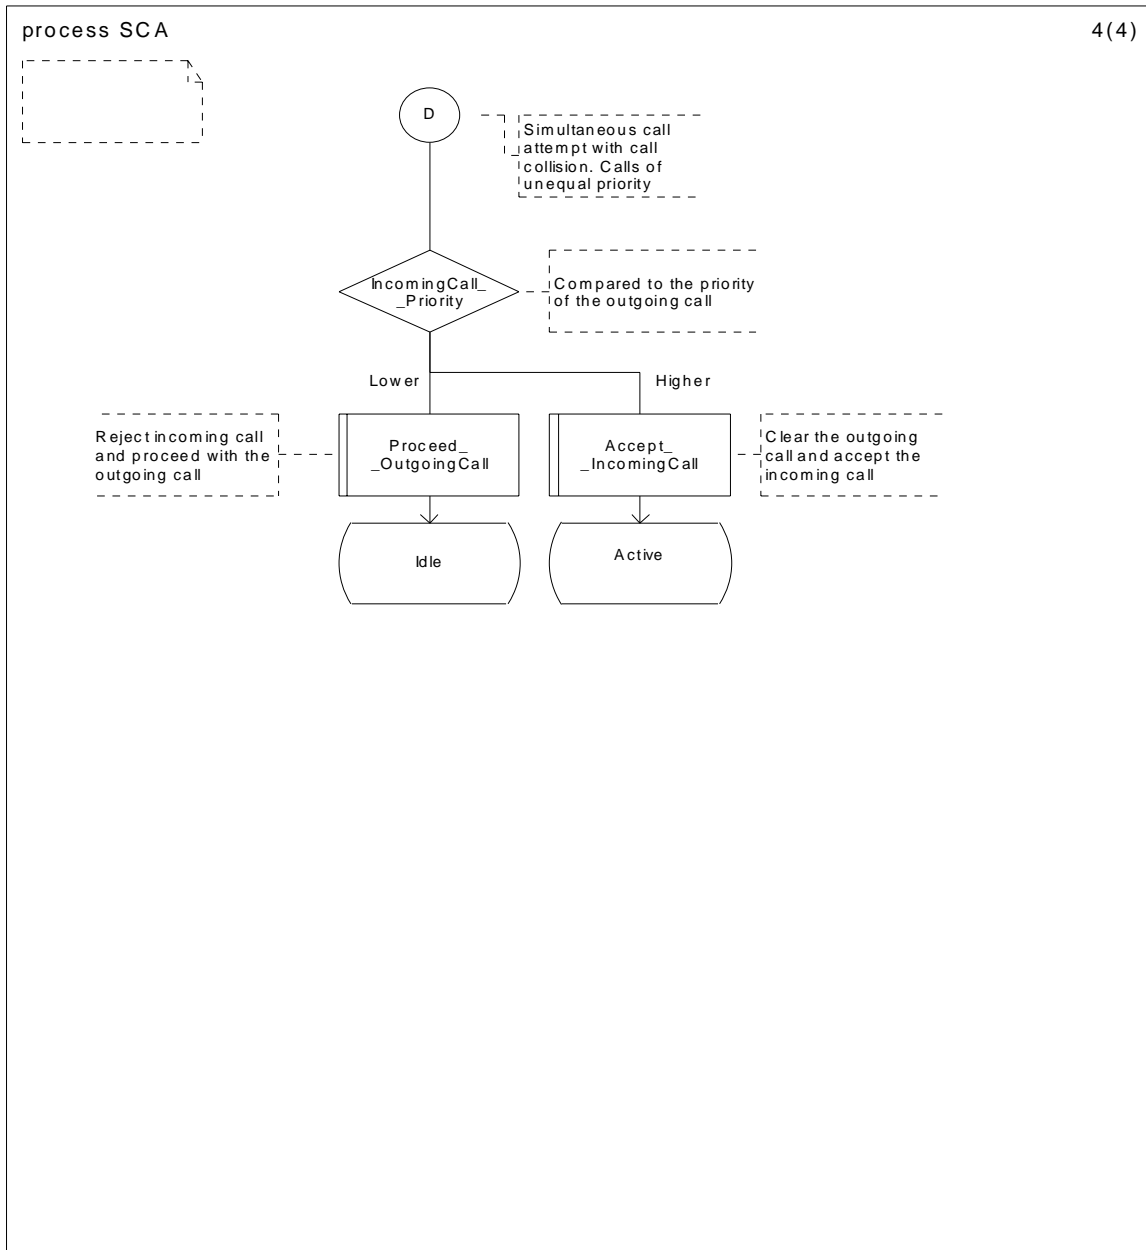 process SCA
4(4)
D
Simultaneous call
attempt with call
collision. Calls of
unequal priority
IncomingCall_
_Priority
Compared to the priority
of the outgoing call
Lower
Higher
Reject incoming call
and proceed with the
outgoing call
Proceed_
_OutgoingCall
Accept_
_IncomingCall
Clear the outgoing
call and accept the
incoming call
Idle
Active